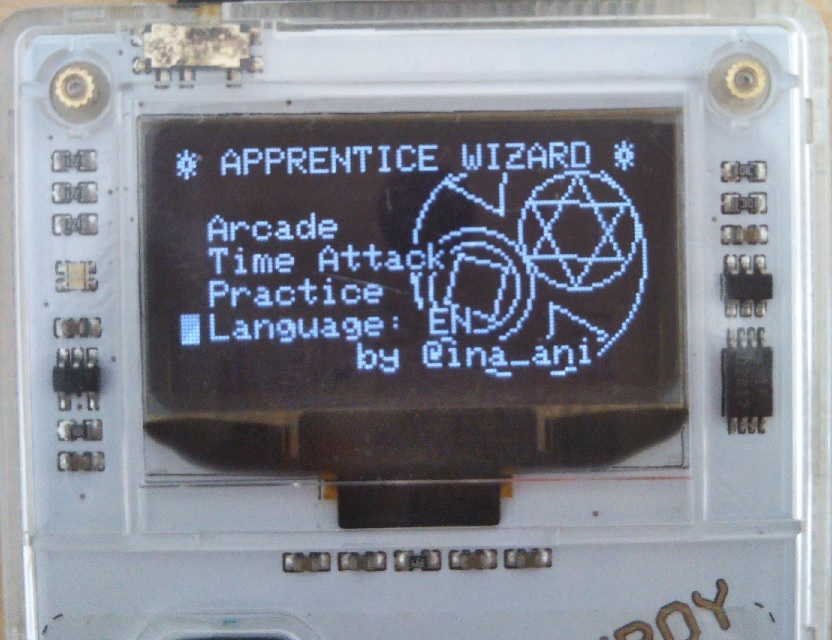 * APPRENTICE WIZARD *
Arcade
Time Attack
Practice
Language: EN
by @ina_ani